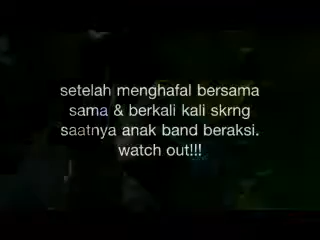 setelah menghafal bersama
sama & berkali kali skrng
saatnya anak band beraksi.
watch out!!!